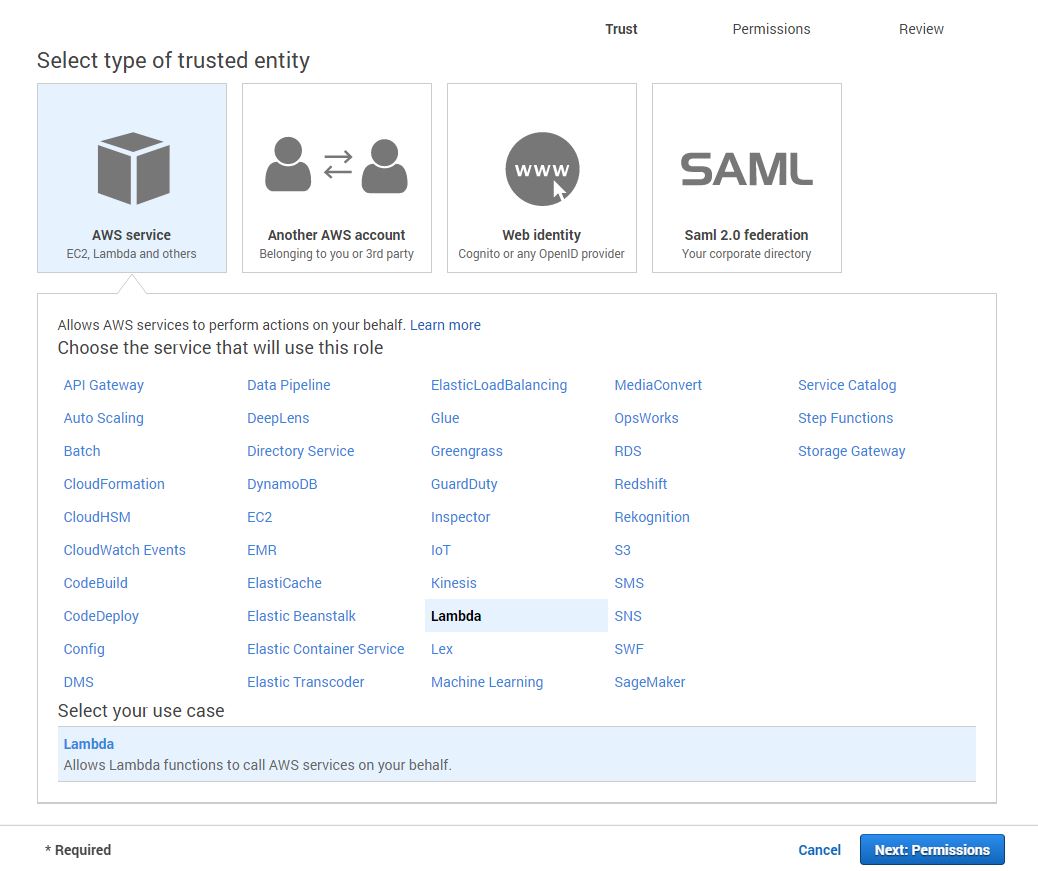 Trust Permissions Review
Select type of trusted entity
WWW
SAML
AWS service
EC2, Lambda and others
Another AWS account
Belonging to you or 3rd party
Web identity
Cognito or any OpenID provider
Saml 2.0 federation
Your corporate directory
Allows AWS services to perform actions on your behalf. Learn more
Choose the service that will use this role
API Gateway Data Pipeline ElasticLoadBalancing MediaConvert Service Catalog
Auto Scaling DeepLens Glue OpsWorks Step Functions
Batch Directory Service Greengrass RDS Storage Gateway
CloudFormation DynamoDB GuardDuty Redshift
CloudHSM EC2 Inspector Rekognition
CloudWatch Events EMR IoT S3
CodeBuild ElastiCache Kinesis SMS
CodeDeploy Elastic Beanstalk Lambda SNS
Config Elastic Container Service Lex SWF
DMS Elastic Transcoder Machine Learning SageMaker
Select your use case
Lambda
Allows Lambda functions to call AWS services on your behalf.
* Required Cancel Next: Permissions